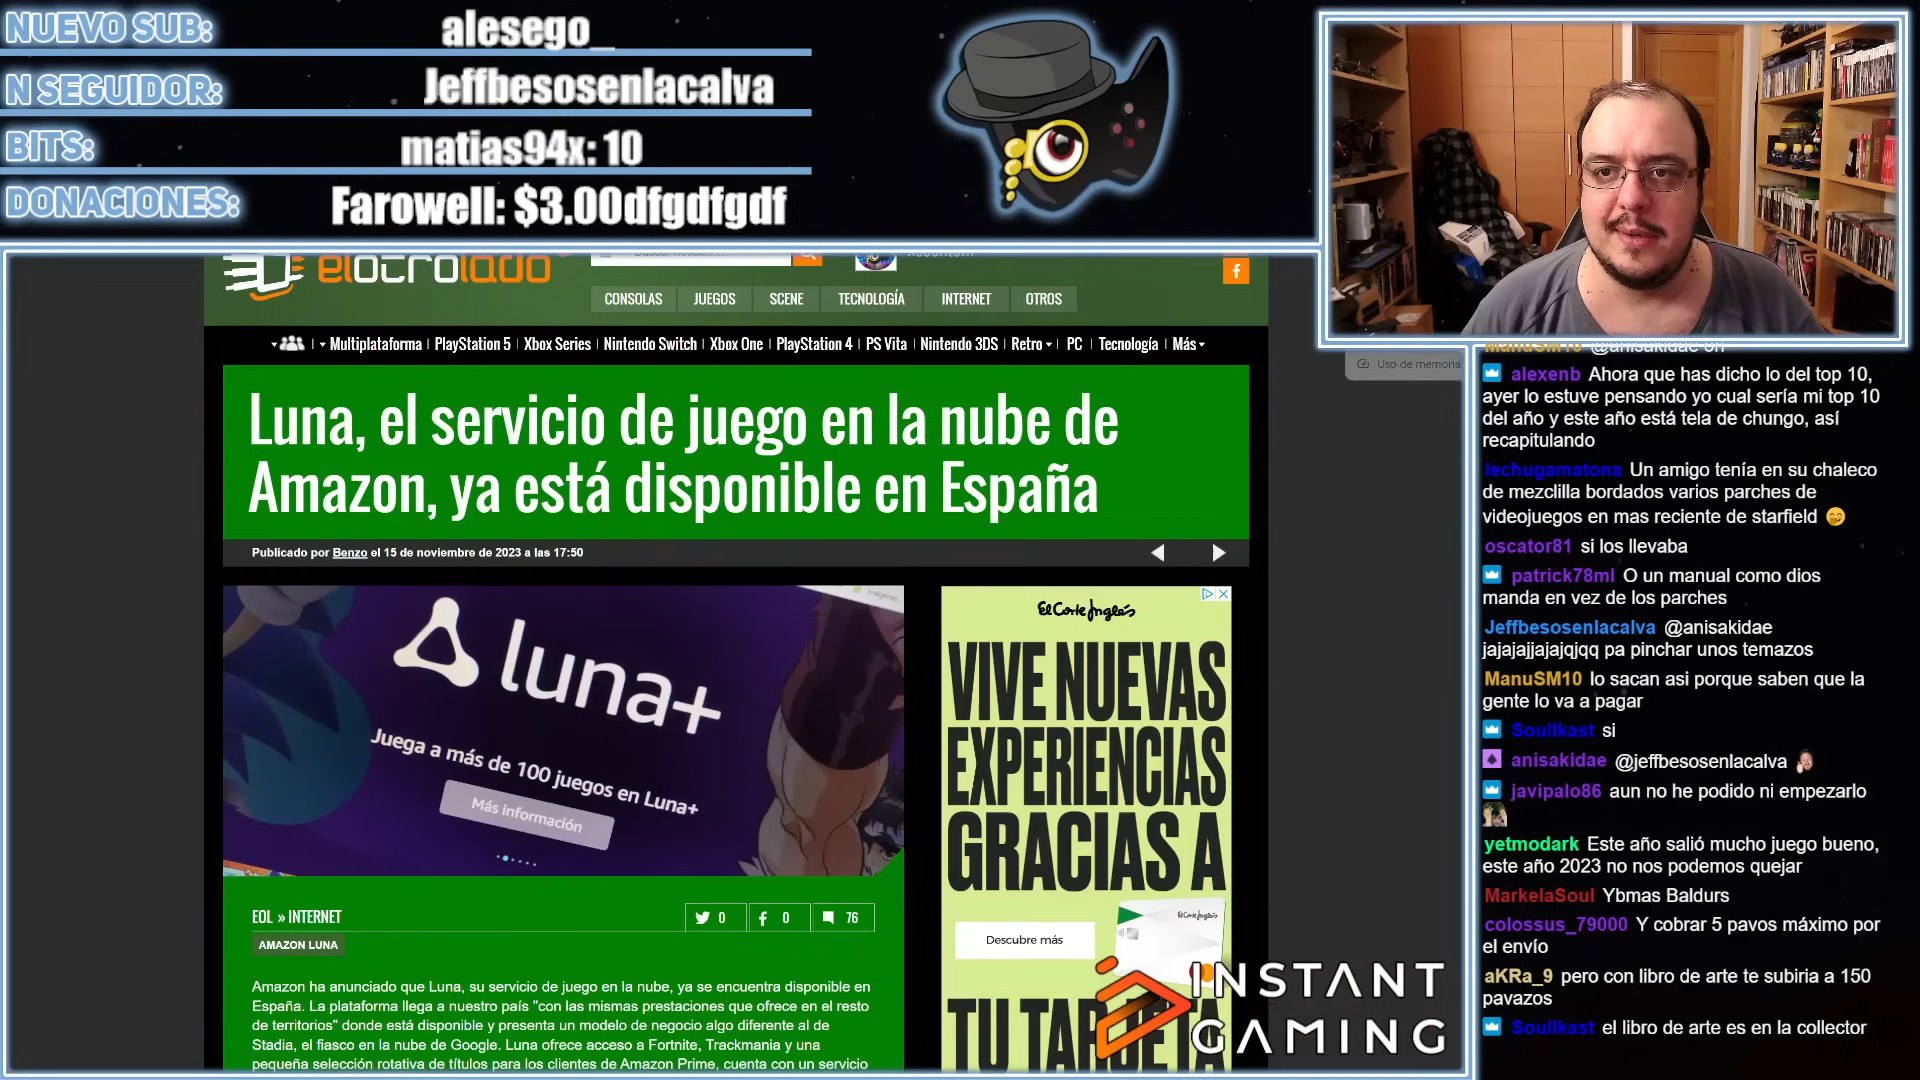 NUEVO SUB: alesego_
N SEGUIDOR: Jeffbesosenlacalva
BITS: matias94x: 10
DONACIONES: Farowell: $3.00dfgdfgdf
elotrolado
CONSOLAS JUEGOS SCENE TECNOLOGÍA INTERNET OTROS
Multiplataforma | PlayStation 5 | Xbox Series | Nintendo Switch | Xbox One | PlayStation 4 | PS Vita | Nintendo 3DS | Retro | PC | Tecnología | Más
Luna, el servicio de juego en la nube de
Amazon, ya está disponible en España
Publicado por Benzo el 15 de noviembre de 2023 a las 17:50
Imágenes
luna+
Juega a más de 100 juegos en Luna+
Más información
EOL » INTERNET
0 0 76
AMAZON LUNA
Amazon ha anunciado que Luna, su servicio de juego en la nube, ya se encuentra disponible en
España. La plataforma llega a nuestro país "con las mismas prestaciones que ofrece en el resto
de territorios" donde está disponible y presenta un modelo de negocio algo diferente al de
Stadia, el fiasco en la nube de Google. Luna ofrece acceso a Fortnite, Trackmania y una
pequeña selección rotativa de títulos para los clientes de Amazon Prime, cuenta con un servicio
El Corte Inglés
VIVE NUEVAS
EXPERIENCIAS
GRACIAS A
Descubre más
El Corte Inglés
TU TARJETA
INSTANT
GAMING
Uso de memoria:
ManuSM10 @anisakidae
alexenb Ahora que has dicho lo del top 10,
ayer lo estuve pensando yo cual sería mi top 10
del año y este año está tela de chungo, así
recapitulando
lechugamatona Un amigo tenía en su chaleco
de mezclilla bordados varios parches de
videojuegos en mas reciente de starfield
oscator81 si los llevaba
patrick78ml O un manual como dios
manda en vez de los parches
Jeffbesosenlacalva @anisakidae
jajajajjajajqjqq pa pinchar unos temazos
ManuSM10 lo sacan asi porque saben que la
gente lo va a pagar
Soullkast si
anisakidae @jeffbesosenlacalva
javipalo86 aun no he podido ni empezarlo
yetmodark Este año salió mucho juego bueno,
este año 2023 no nos podemos quejar
MarkelaSoul Ybmas Baldurs
colossus_79000 Y cobrar 5 pavos máximo por
el envío
aKRa_9 pero con libro de arte te subiria a 150
pavazos
Soullkast el libro de arte es en la collector